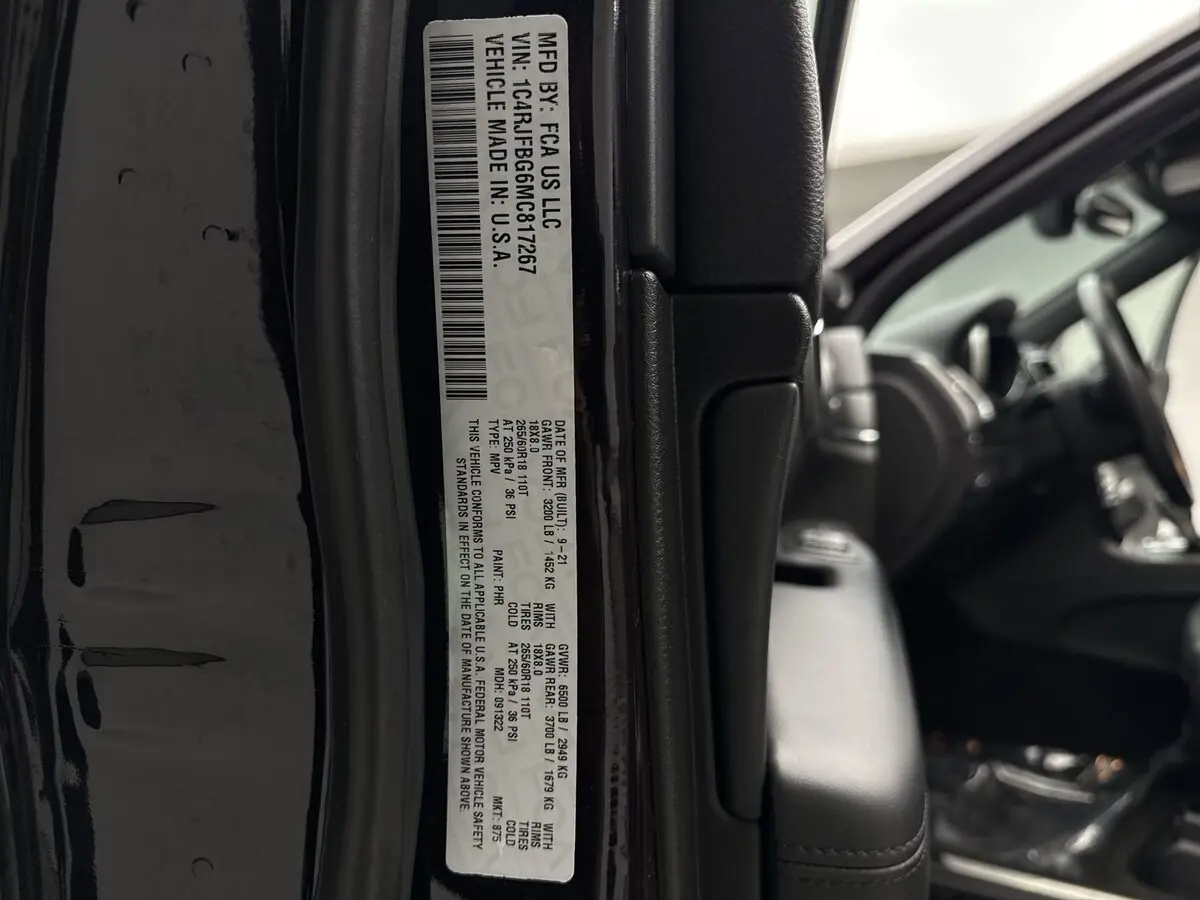 MFD BY: FCA US LLC
VIN: 1C4RJFBG6MC817267
VEHICLE MADE IN: U.S.A.
DATE OF MFR (BUILT): 9-21 GVWR: 6500 LB / 2949 KG
GAWR FRONT: 3200 LB / 1452 KG WITH GAWR REAR: 3700 LB / 1679 KG WITH
18X8.0 RIMS 18X8.0 RIMS
265/60R18 110T TIRES 265/60R18 110T TIRES
AT 250 kPa / 36 PSI COLD AT 250 kPa / 36 PSI COLD
TYPE: MPV PAINT: PHR MDH: 091322 MKT: 875
THIS VEHICLE CONFORMS TO ALL APPLICABLE U.S.A. FEDERAL MOTOR VEHICLE SAFETY
STANDARDS IN EFFECT ON THE DATE OF MANUFACTURE SHOWN ABOVE.